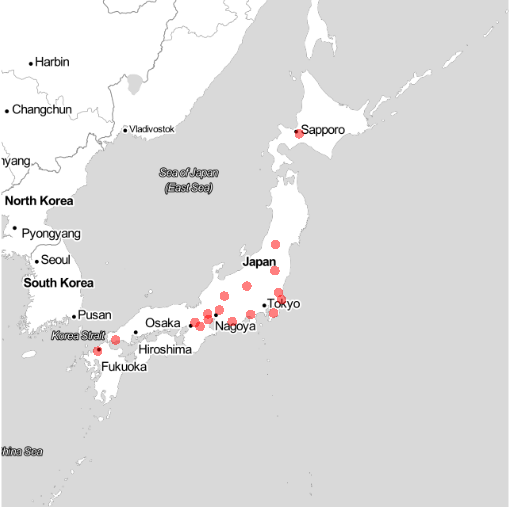 Harbin
Changchun
Vladivostok
Sapporo
nyang
Sea of Japan
(East Sea)
North Korea
Pyongyang
Seoul
Japan
South Korea
Pusan
Tokyo
Osaka
Nagoya
Korea Strait
Hiroshima
Fukuoka
hina Sea